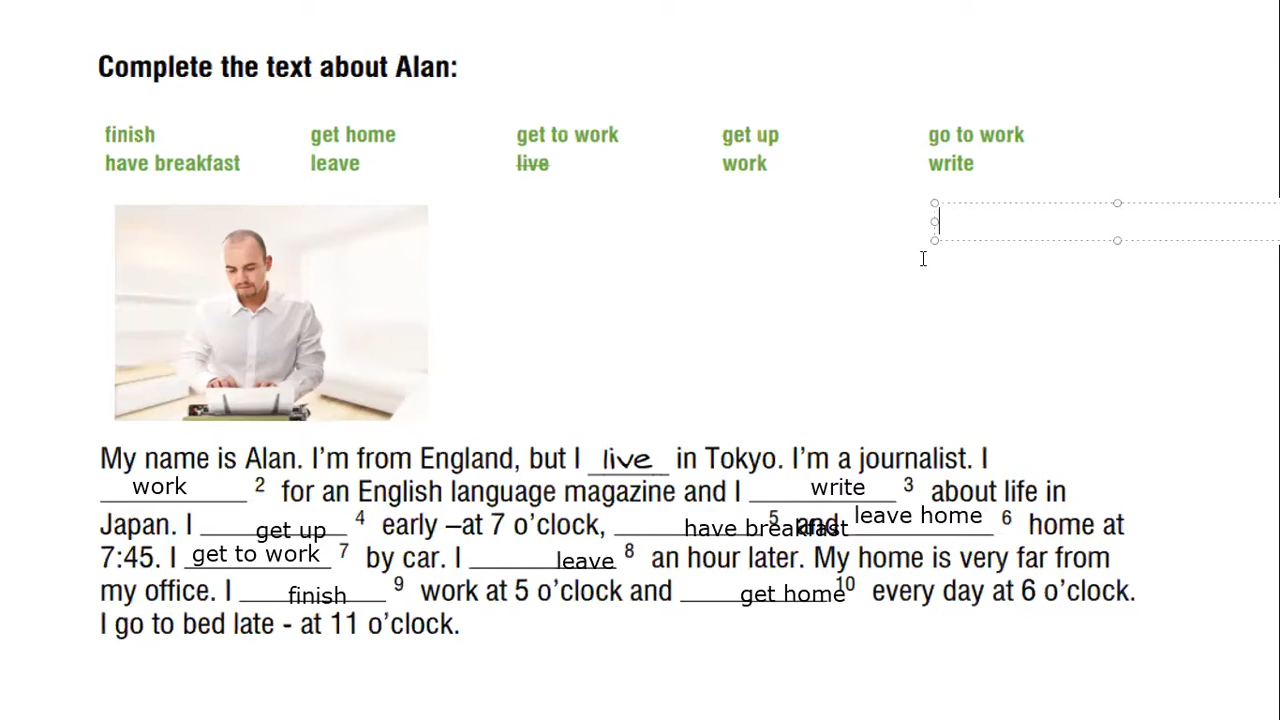 Complete the text about Alan:
finish get home get to work get up go to work
have breakfast leave live work write
My name is Alan. I'm from England, but I live in Tokyo. I'm a journalist. I
work 2 for an English language magazine and I write 3 about life in
Japan. I get up 4 early –at 7 o'clock, have breakfast 5 and leave home 6 home at
7:45. I get to work 7 by car. I leave 8 an hour later. My home is very far from
my office. I finish 9 work at 5 o'clock and get home 10 every day at 6 o'clock.
I go to bed late - at 11 o'clock.